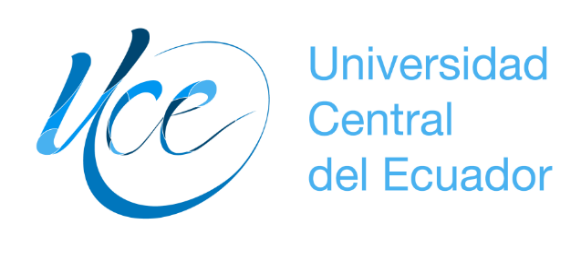 Uce
Universidad
Central
del Ecuador